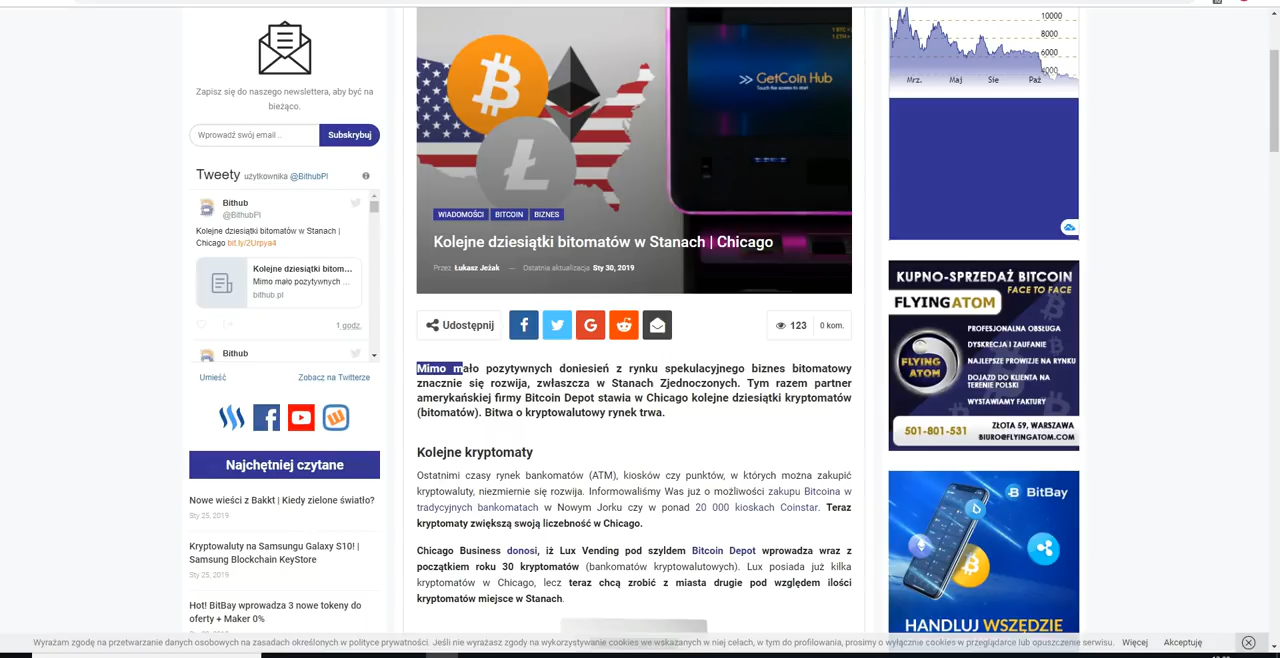 Zapisz się do naszego newslettera, aby być na
bieżąco.
Wprowadź swój email ..
Subskrybuj
Tweety użytkownika @BithubPl
Bithub
@BithubPl
Kolejne dziesiątki bitomatów w Stanach |
Chicago bit.ly/2Urpya4
Kolejne dziesiątki bitom...
Mimo mało pozytywnych ...
bithub.pl
1 godz.
Bithub
Umieść
Zobacz na Twitterze
Najchętniej czytane
Nowe wieści z Bakkt | Kiedy zielone światło?
Sty 25, 2019
Kryptowaluty na Samsungu Galaxy S10! |
Samsung Blockchain KeyStore
Sty 25, 2019
Hot! BitBay wprowadza 3 nowe tokeny do
oferty + Maker 0%
GetCoin Hub
Touch the screen to start
WIADOMOŚCI
BITCOIN
BIZNES
Kolejne dziesiątki bitomatów w Stanach | Chicago
Przez Łukasz Jeżak — Ostatnia aktualizacja Sty 30, 2019
Udostępnij
123
0 kom.
Mimo mało pozytywnych doniesień z rynku spekulacyjnego biznes bitomatowy
znacznie się rozwija, zwłaszcza w Stanach Zjednoczonych. Tym razem partner
amerykańskiej firmy Bitcoin Depot stawia w Chicago kolejne dziesiątki kryptomatów
(bitomatów). Bitwa o kryptowalutowy rynek trwa.
Kolejne kryptomaty
Ostatnimi czasy rynek bankomatów (ATM), kiosków czy punktów, w których można zakupić
kryptowaluty, niezmiernie się rozwija. Informowaliśmy Was już o możliwości zakupu Bitcoina w
tradycyjnych bankomatach w Nowym Jorku czy w ponad 20 000 kioskach Coinstar. Teraz
kryptomaty zwiększą swoją liczebność w Chicago.
Chicago Business donosi, iż Lux Vending pod szyldem Bitcoin Depot wprowadza wraz z
początkiem roku 30 kryptomatów (bankomatów kryptowalutowych). Lux posiada już kilka
kryptomatów w Chicago, lecz teraz chcą zrobić z miasta drugie pod względem ilości
kryptomatów miejsce w Stanach.
10000
8000
6000
4000
Mrz.
Maj
Sie
Paź
KUPNO-SPRZEDAŻ BITCOIN
FACE TO FACE
FLYINGATOM
PROFESJONALNA OBSŁUGA
DYSKRECJA I ZAUFANIE
NAJLEPSZE PROWIZJE NA RYNKU
DOJAZD DO KLIENTA NA
TERENIE POLSKI
WYSTAWIAMY FAKTURY
FLYING
ATOM
501-801-531
ZŁOTA 59, WARSZAWA
BIURO@FLYINGATOM.COM
BitBay
HANDLUJ WSZĘDZIE
Wyrażam zgodę na przetwarzanie danych osobowych na zasadach określonych w polityce prywatności. Jeśli nie wyrażasz zgody na wykorzystywanie cookies we wskazanych w niej celach, w tym do profilowania, prosimy o wyłącznie cookies w przeglądarce lub opuszczenie serwisu.
Więcej
Akceptuję